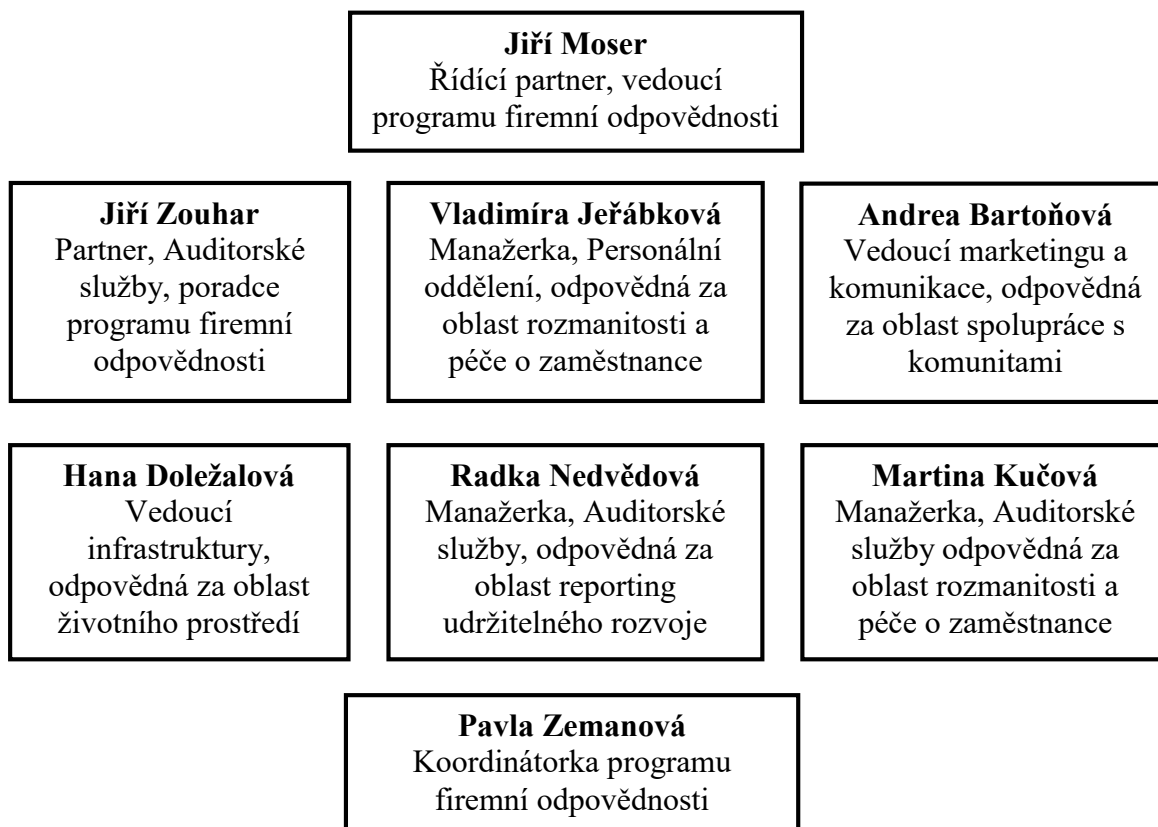 Jiří Moser
Řídící partner, vedoucí
programu firemní odpovědnosti
Jiří Zouhar
Partner, Auditorské
služby, poradce
programu firemní
odpovědnosti
Vladimíra Jeřábková
Manažerka, Personální
oddělení, odpovědná za
oblast rozmanitosti a
péče o zaměstnance
Andrea Bartoňová
Vedoucí marketingu a
komunikace, odpovědná
za oblast spolupráce s
komunitami
Hana Doležalová
Vedoucí
infrastruktury,
odpovědná za oblast
životního prostředí
Radka Nedvědová
Manažerka, Auditorské
služby, odpovědná za
oblast reporting
udržitelného rozvoje
Martina Kučová
Manažerka, Auditorské
služby odpovědná za
oblast rozmanitosti a
péče o zaměstnance
Pavla Zemanová
Koordinátorka programu
firemní odpovědnosti